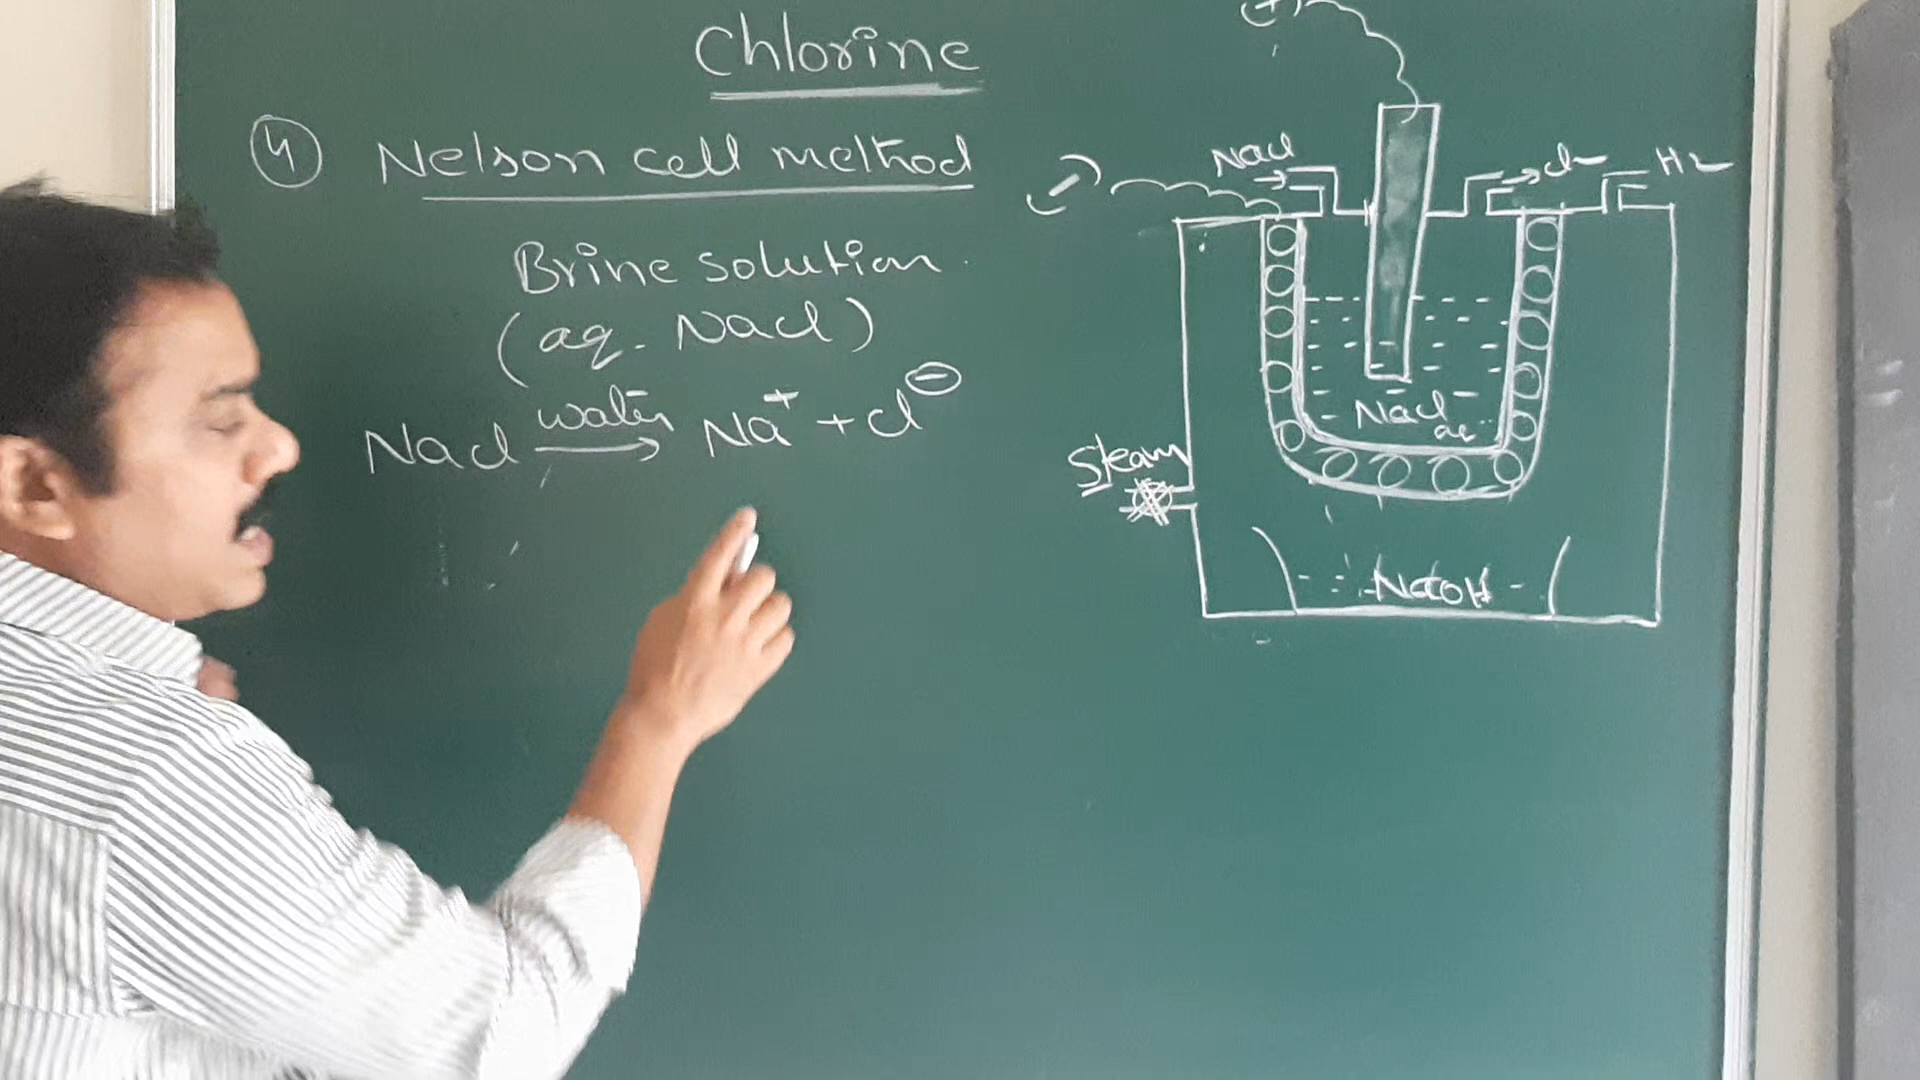 Chlorine
4 Nelson cell method
Brine solution.
(aq. NaCl)
NaCl water → Na⁺ + Cl⊖
(+)
(-)
NaCl
→ Cl₂
H₂
NaCl aq
Steam
NaOH